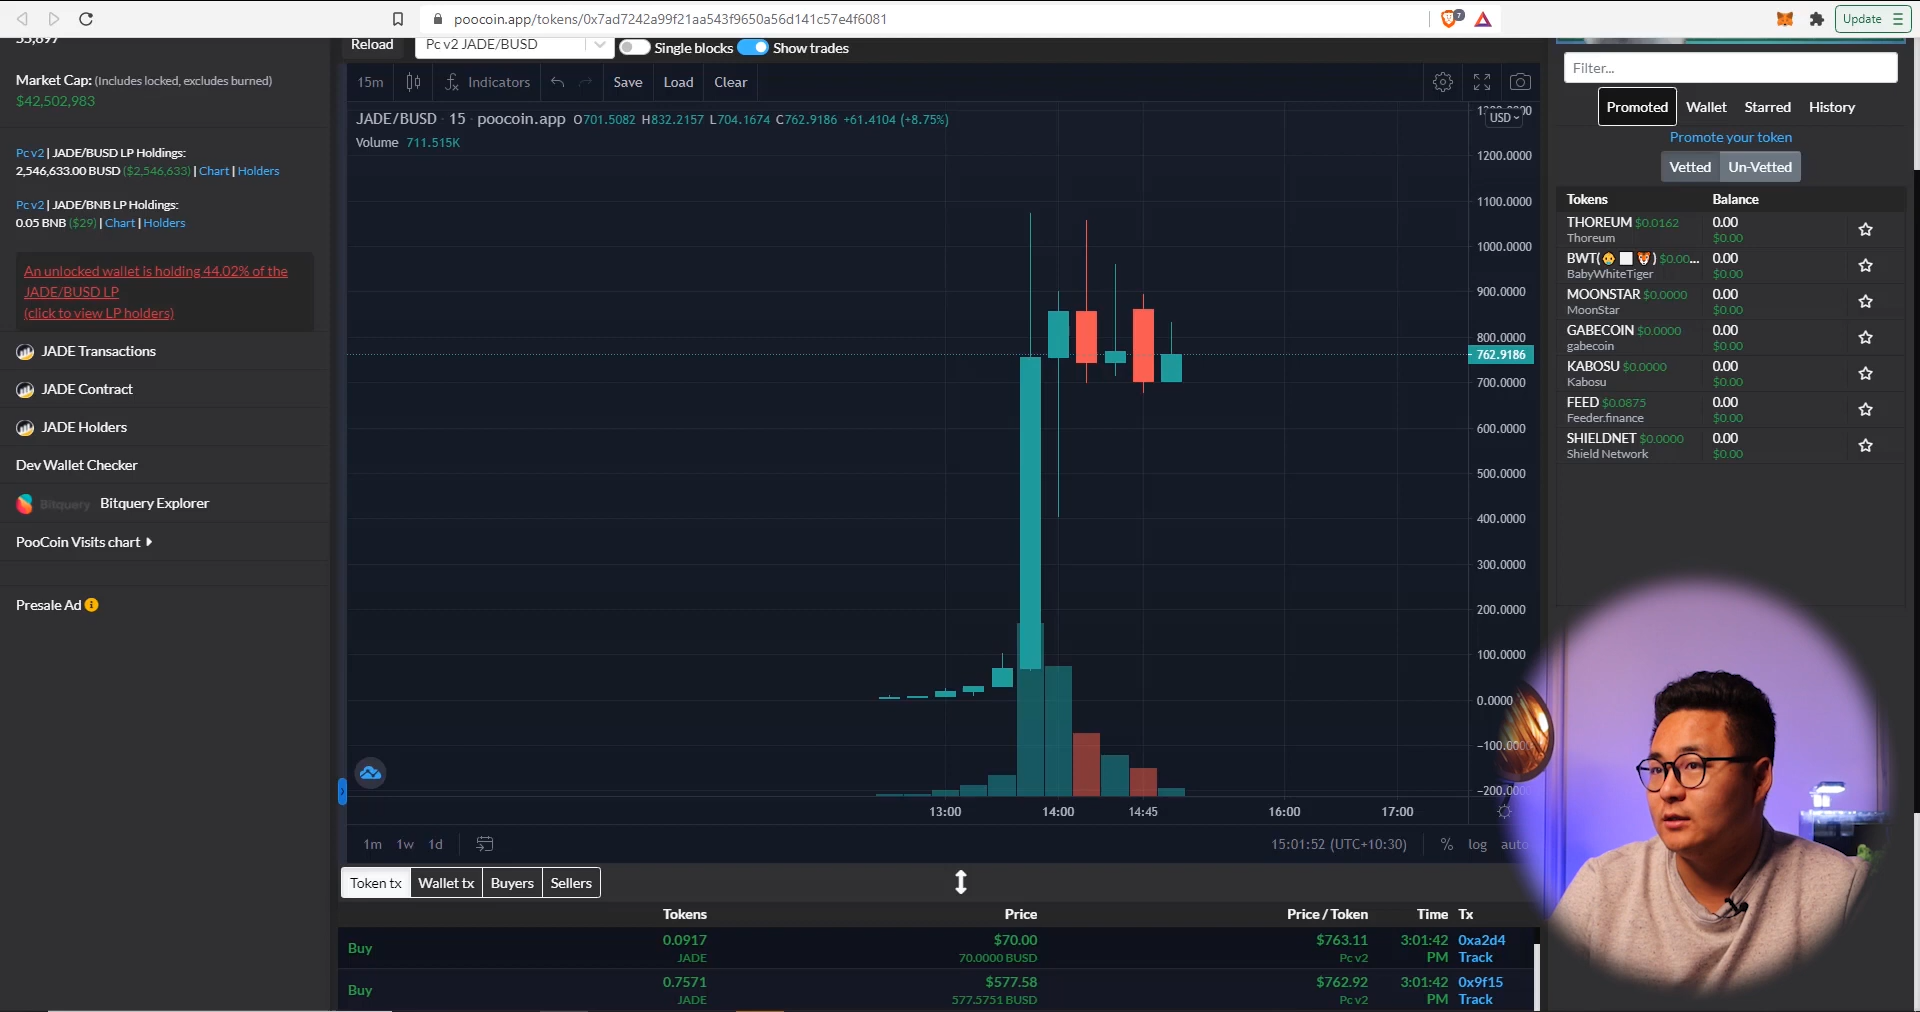 poocoin.app/tokens/0x7ad7242a99f21aa543f9650a56d141c57e4f6081
7
Update
Market Cap: (Includes locked, excludes burned)
$42,502,983
Pc v2 | JADE/BUSD LP Holdings:
2,546,633.00 BUSD ($2,546,633) | Chart | Holders
Pc v2 | JADE/BNB LP Holdings:
0.05 BNB ($29) | Chart | Holders
An unlocked wallet is holding 44.02% of the
JADE/BUSD LP
(click to view LP holders)
JADE Transactions
JADE Contract
JADE Holders
Dev Wallet Checker
Bitquery Bitquery Explorer
PooCoin Visits chart
Presale Ad
Reload
Pc v2 JADE/BUSD
Single blocks
Show trades
15m
Indicators
Save
Load
Clear
JADE/BUSD · 15 · poocoin.app O701.5082 H832.2157 L704.1674 C762.9186 +61.4104 (+8.75%)
Volume 711.515K
USD
1200.0000
1100.0000
1000.0000
900.0000
800.0000
762.9186
700.0000
600.0000
500.0000
400.0000
300.0000
200.0000
100.0000
0.0000
13:00
14:00
14:45
16:00
17:00
1m 1w 1d
15:01:52 (UTC+10:30)
% log auto
Token tx
Wallet tx
Buyers
Sellers
Tokens Price Price / Token Time Tx
Buy 0.0917 $70.00 $763.11 3:01:42 0xa2d4
JADE 70.0000 BUSD Pc v2 PM Track
Buy 0.7571 $577.58 $762.92 3:01:42 0x9f15
JADE 577.5751 BUSD Pc v2 PM Track
Filter...
Promoted
Wallet
Starred
History
Promote your token
Vetted
Un-Vetted
Tokens Balance
THOREUM $0.0162 0.00
Thoreum $0.00
BWT( ) $0.00... 0.00
BabyWhiteTiger $0.00
MOONSTAR $0.0000 0.00
MoonStar $0.00
GABECOIN $0.0000 0.00
gabecoin $0.00
KABOSU $0.0000 0.00
Kabosu $0.00
FEED $0.0875 0.00
Feeder.finance $0.00
SHIELDNET $0.0000 0.00
Shield Network $0.00